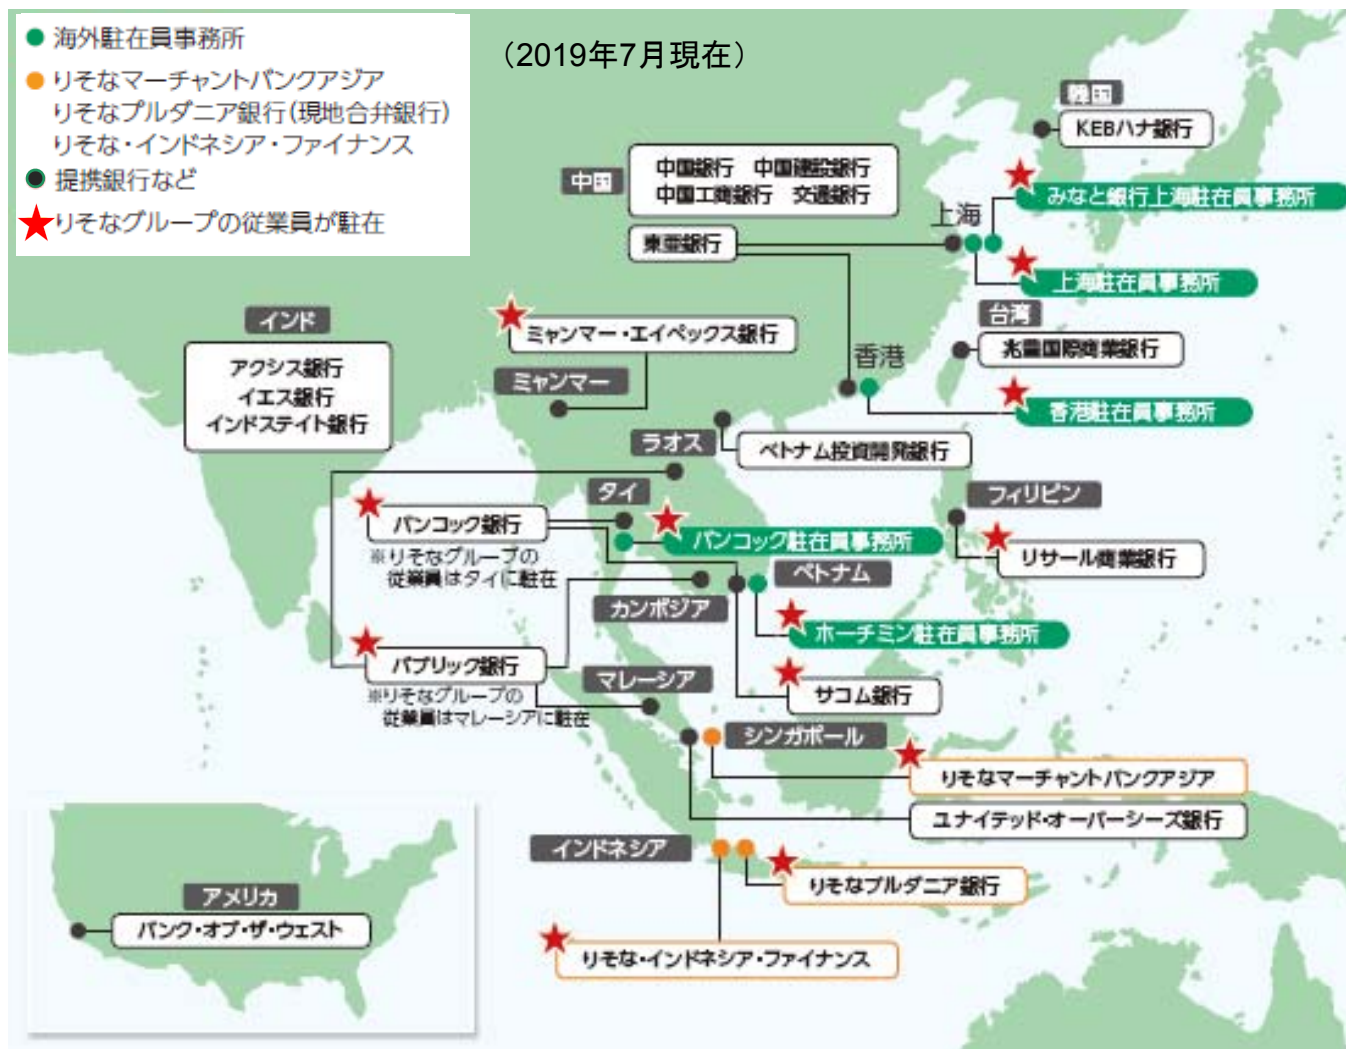 海外駐在員事務所
りそなマーチャントバンクアジア
りそなプルダニア銀行(現地合弁銀行)
りそな・インドネシア・ファイナンス
提携銀行など
りそなグループの従業員が駐在
（2019年7月現在）
韓国
KEBハナ銀行
中国
中国銀行 中国建設銀行
中国工商銀行 交通銀行
みなと銀行上海駐在員事務所
上海
東亜銀行
上海駐在員事務所
インド
アクシス銀行
イエス銀行
インドステイト銀行
ミャンマー・エイペックス銀行
ミャンマー
台湾
兆豊国際商業銀行
香港
香港駐在員事務所
ラオス
ベトナム投資開発銀行
タイ
バンコック銀行
※りそなグループの
従業員はタイに駐在
バンコック駐在員事務所
フィリピン
リサール商業銀行
ベトナム
カンボジア
ホーチミン駐在員事務所
パブリック銀行
※りそなグループの
従業員はマレーシアに駐在
マレーシア
サコム銀行
シンガポール
りそなマーチャントバンクアジア
ユナイテッド・オーバーシーズ銀行
インドネシア
りそなプルダニア銀行
りそな・インドネシア・ファイナンス
アメリカ
バンク・オブ・ザ・ウェスト